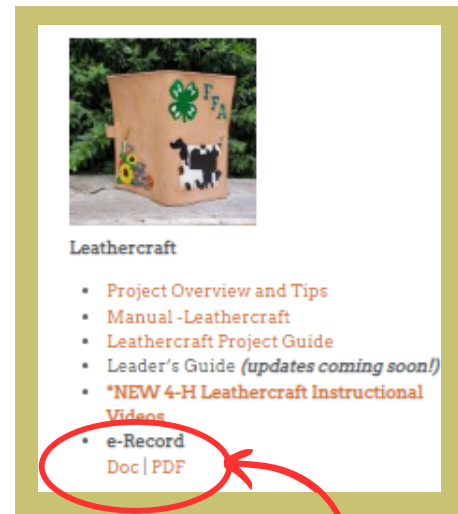 FFA
Leathercraft
• Project Overview and Tips
• Manual -Leathercraft
• Leathercraft Project Guide
• Leader's Guide (updates coming soon!)
• *NEW 4-H Leathercraft Instructional
Videos
• e-Record
Doc | PDF